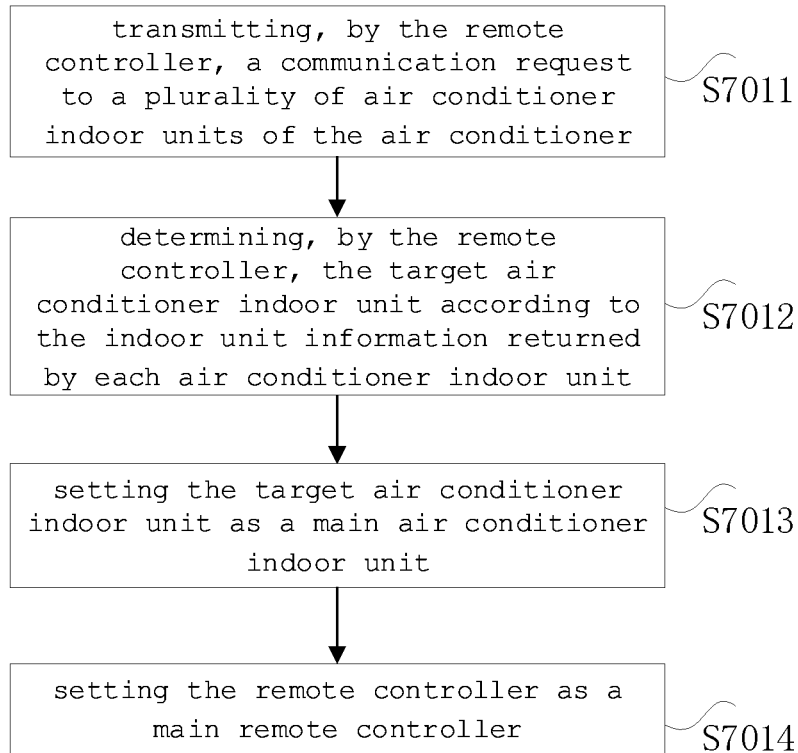 transmitting, by the remote
controller, a communication request
to a plurality of air conditioner
indoor units of the air conditioner
S7011
determining, by the remote
controller, the target air
conditioner indoor unit according to
the indoor unit information returned
by each air conditioner indoor unit
S7012
setting the target air conditioner
indoor unit as a main air conditioner
indoor unit
S7013
setting the remote controller as a
main remote controller
S7014